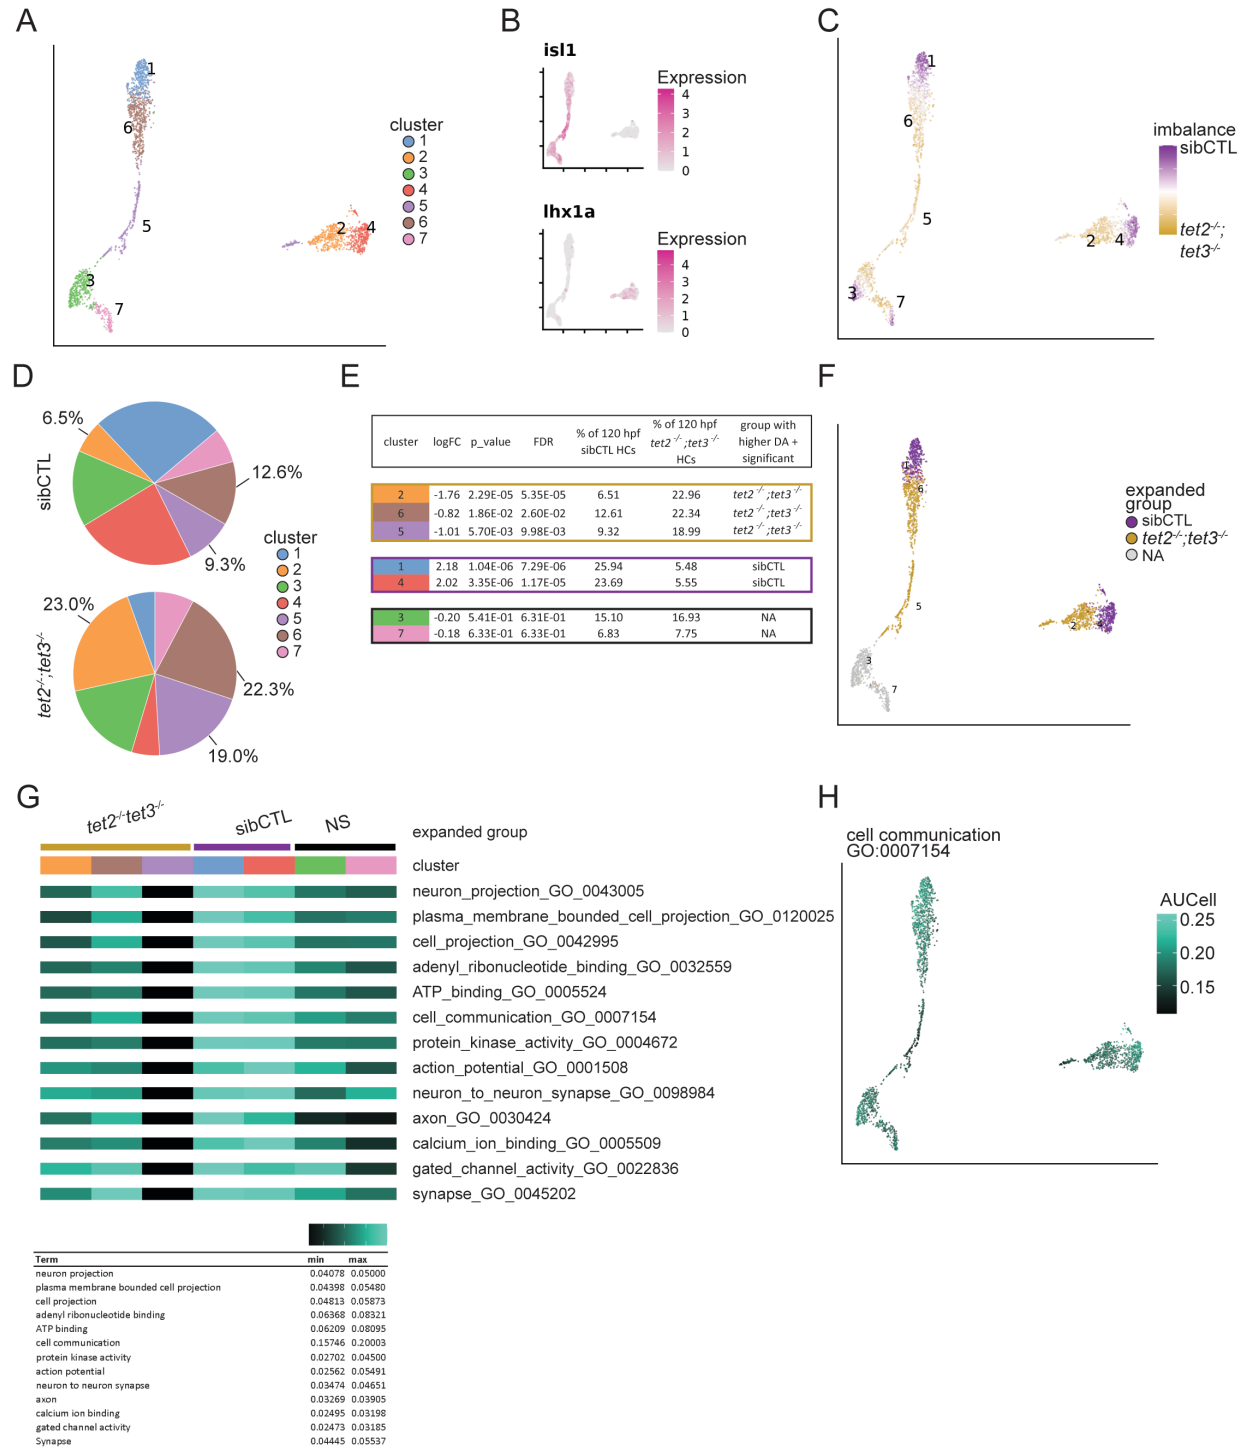 A
1
6
5
3
7
2 4
cluster
1
2
3
4
5
6
7
B
isl1
Expression
4
3
2
1
0
lhx1a
Expression
4
3
2
1
0
C
1
6
5
3
7
2 4
imbalance
sibCTL
tet2-/-;
tet3-/-
D
sibCTL
6.5%
12.6%
9.3%
tet2-/-;tet3-/-
23.0%
22.3%
19.0%
cluster
1
2
3
4
5
6
7
E
cluster logFC p_value FDR % of 120 hpf sibCTL HCs % of 120 hpf tet2-/-;tet3-/- HCs group with higher DA + significant
2 -1.76 2.29E-05 5.35E-05 6.51 22.96 tet2-/-;tet3-/-
6 -0.82 1.86E-02 2.60E-02 12.61 22.34 tet2-/-;tet3-/-
5 -1.01 5.70E-03 9.98E-03 9.32 18.99 tet2-/-;tet3-/-
1 2.18 1.04E-06 7.29E-06 25.94 5.48 sibCTL
4 2.02 3.35E-06 1.17E-05 23.69 5.55 sibCTL
3 -0.20 5.41E-01 6.31E-01 15.10 16.93 NA
7 -0.18 6.33E-01 6.33E-01 6.83 7.75 NA
F
1
6
5
3
7
2 4
expanded
group
sibCTL
tet2-/-;tet3-/-
NA
G
tet2-/-tet3-/- sibCTL NS
expanded group
cluster
neuron_projection_GO_0043005
plasma_membrane_bounded_cell_projection_GO_0120025
cell_projection_GO_0042995
adenyl_ribonucleotide_binding_GO_0032559
ATP_binding_GO_0005524
cell_communication_GO_0007154
protein_kinase_activity_GO_0004672
action_potential_GO_0001508
neuron_to_neuron_synapse_GO_0098984
axon_GO_0030424
calcium_ion_binding_GO_0005509
gated_channel_activity_GO_0022836
synapse_GO_0045202
Term min max
neuron projection 0.04078 0.05000
plasma membrane bounded cell projection 0.04398 0.05480
cell projection 0.04813 0.05873
adenyl ribonucleotide binding 0.06368 0.08321
ATP binding 0.06209 0.08095
cell communication 0.15746 0.20003
protein kinase activity 0.02702 0.04500
action potential 0.02562 0.05491
neuron to neuron synapse 0.03474 0.04651
axon 0.03269 0.03905
calcium ion binding 0.02495 0.03198
gated channel activity 0.02473 0.03185
Synapse 0.04445 0.05537
H
cell communication
GO:0007154
AUCell
0.25
0.20
0.15